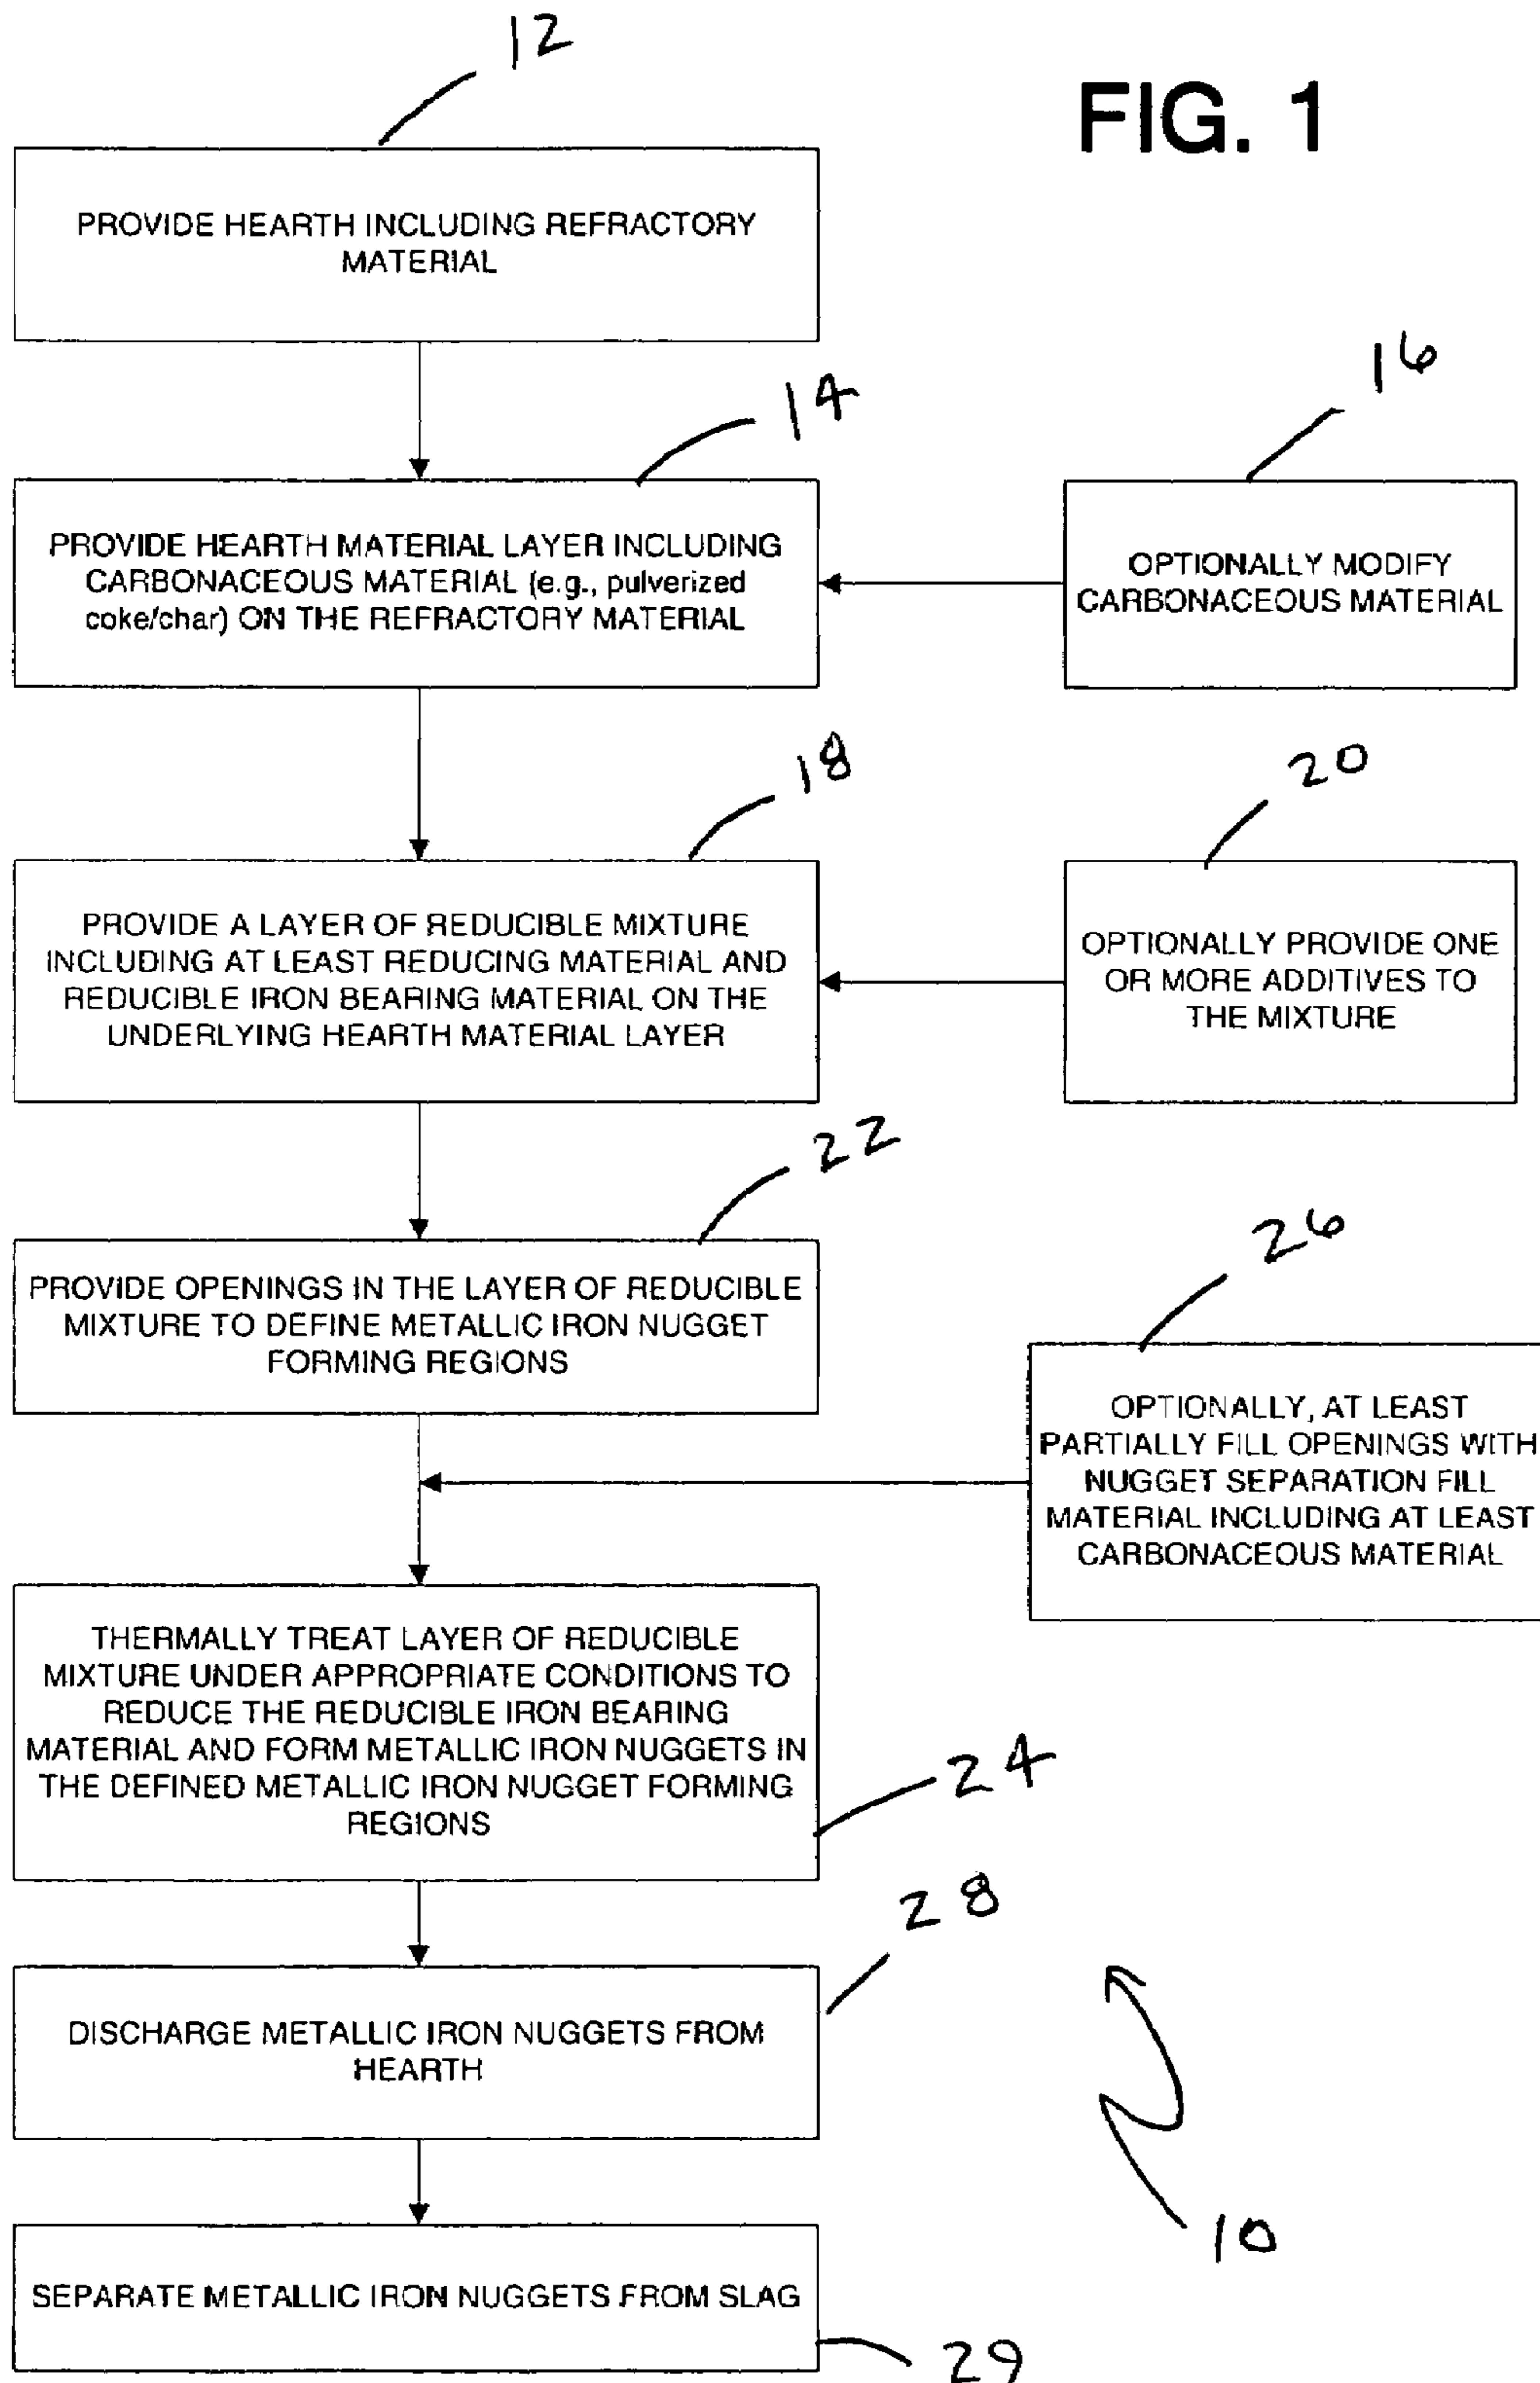 12
FIG. 1
PROVIDE HEARTH INCLUDING REFRACTORY
MATERIAL
14
16
PROVIDE HEARTH MATERIAL LAYER INCLUDING
CARBONACEOUS MATERIAL (e.g., pulverized
coke/char) ON THE REFRACTORY MATERIAL
OPTIONALLY MODIFY
CARBONACEOUS MATERIAL
18
20
PROVIDE A LAYER OF REDUCIBLE MIXTURE
INCLUDING AT LEAST REDUCING MATERIAL AND
REDUCIBLE IRON BEARING MATERIAL ON THE
UNDERLYING HEARTH MATERIAL LAYER
OPTIONALLY PROVIDE ONE
OR MORE ADDITIVES TO
THE MIXTURE
22
PROVIDE OPENINGS IN THE LAYER OF REDUCIBLE
MIXTURE TO DEFINE METALLIC IRON NUGGET
FORMING REGIONS
26
OPTIONALLY, AT LEAST
PARTIALLY FILL OPENINGS WITH
NUGGET SEPARATION FILL
MATERIAL INCLUDING AT LEAST
CARBONACEOUS MATERIAL
THERMALLY TREAT LAYER OF REDUCIBLE
MIXTURE UNDER APPROPRIATE CONDITIONS TO
REDUCE THE REDUCIBLE IRON BEARING
MATERIAL AND FORM METALLIC IRON NUGGETS IN
THE DEFINED METALLIC IRON NUGGET FORMING
REGIONS
24
28
DISCHARGE METALLIC IRON NUGGETS FROM
HEARTH
10
SEPARATE METALLIC IRON NUGGETS FROM SLAG
29